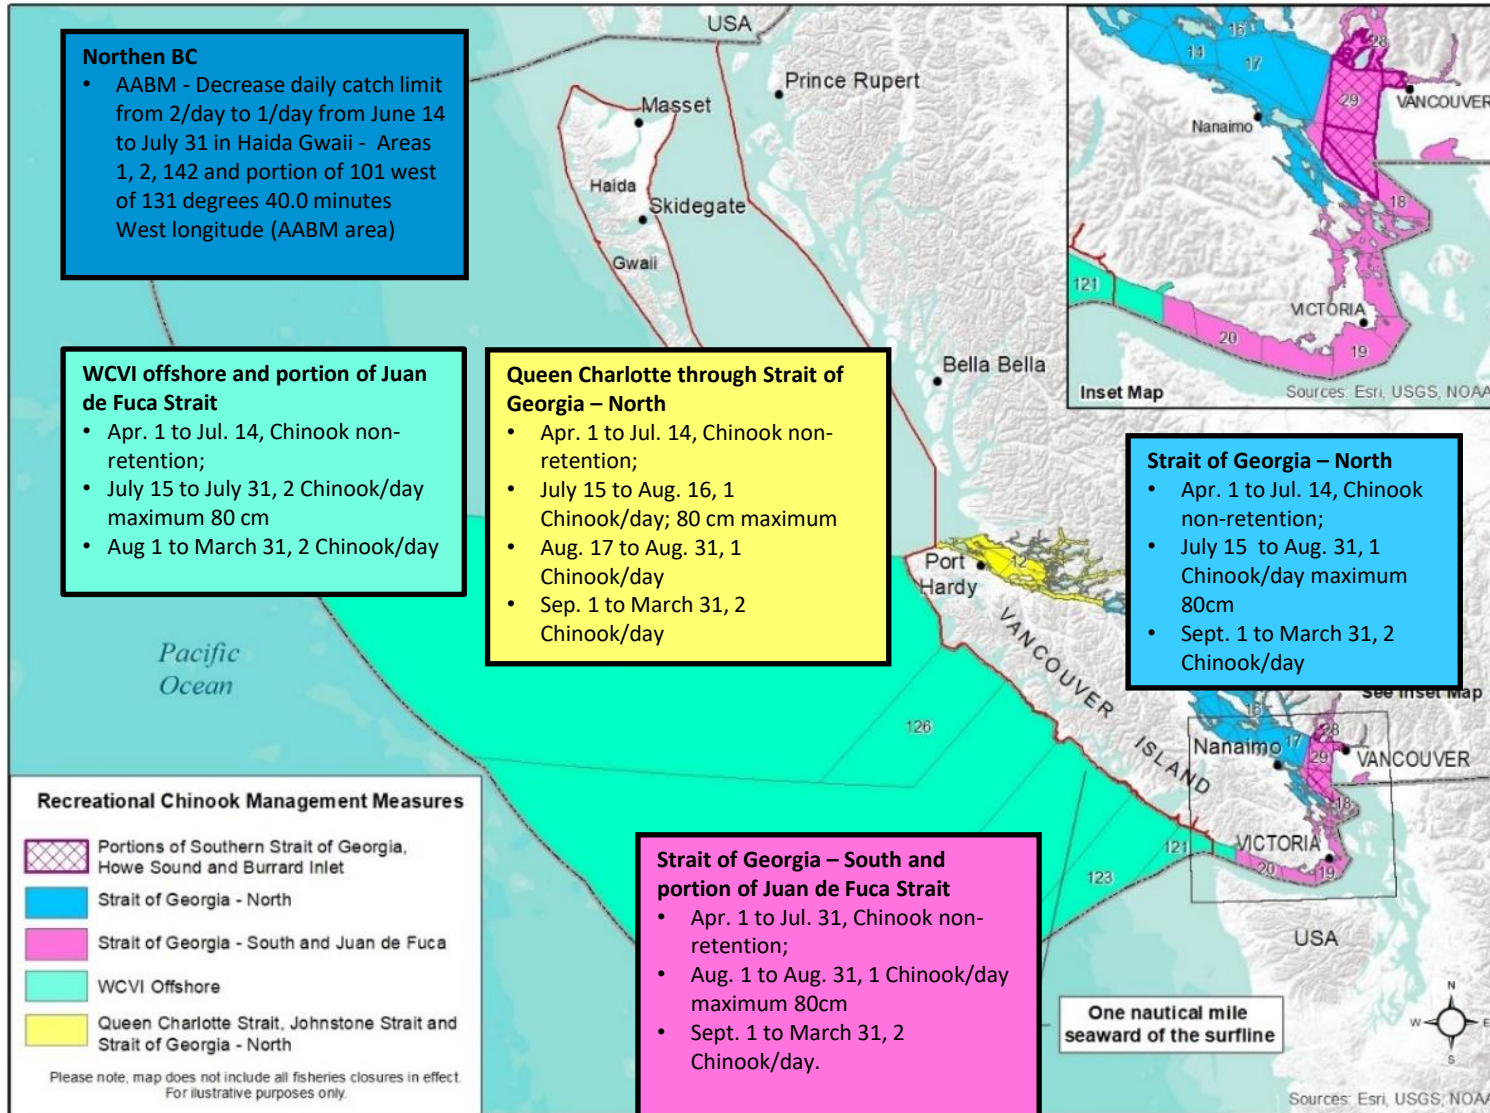 USA
Northen BC
• AABM - Decrease daily catch limit
from 2/day to 1/day from June 14
to July 31 in Haida Gwaii - Areas
1, 2, 142 and portion of 101 west
of 131 degrees 40.0 minutes
West longitude (AABM area)
Masset
Prince Rupert
Haida
Skidegate
Gwaii
Bella Bella
16
28
14
17
29
VANCOUVER
Nanaimo
18
121
VICTORIA
20
19
Inset Map
Sources: Esri, USGS, NOAA
WCVI offshore and portion of Juan
de Fuca Strait
• Apr. 1 to Jul. 14, Chinook non-
retention;
• July 15 to July 31, 2 Chinook/day
maximum 80 cm
• Aug 1 to March 31, 2 Chinook/day
Queen Charlotte through Strait of
Georgia – North
• Apr. 1 to Jul. 14, Chinook non-
retention;
• July 15 to Aug. 16, 1
Chinook/day; 80 cm maximum
• Aug. 17 to Aug. 31, 1
Chinook/day
• Sep. 1 to March 31, 2
Chinook/day
Strait of Georgia – North
• Apr. 1 to Jul. 14, Chinook
non-retention;
• July 15 to Aug. 31, 1
Chinook/day maximum
80cm
• Sept. 1 to March 31, 2
Chinook/day
Port
Hardy
12
Pacific
Ocean
VANCOUVER
ISLAND
126
123
121
See Inset Map
16
28
Nanaimo
17
29
VANCOUVER
18
VICTORIA
20
19
USA
Strait of Georgia – South and
portion of Juan de Fuca Strait
• Apr. 1 to Jul. 31, Chinook non-
retention;
• Aug. 1 to Aug. 31, 1 Chinook/day
maximum 80cm
• Sept. 1 to March 31, 2
Chinook/day.
One nautical mile
seaward of the surfline
N
W
E
S
Recreational Chinook Management Measures
Portions of Southern Strait of Georgia,
Howe Sound and Burrard Inlet
Strait of Georgia - North
Strait of Georgia - South and Juan de Fuca
WCVI Offshore
Queen Charlotte Strait, Johnstone Strait and
Strait of Georgia - North
Please note, map does not include all fisheries closures in effect.
For illustrative purposes only.
Sources: Esri, USGS, NOAA